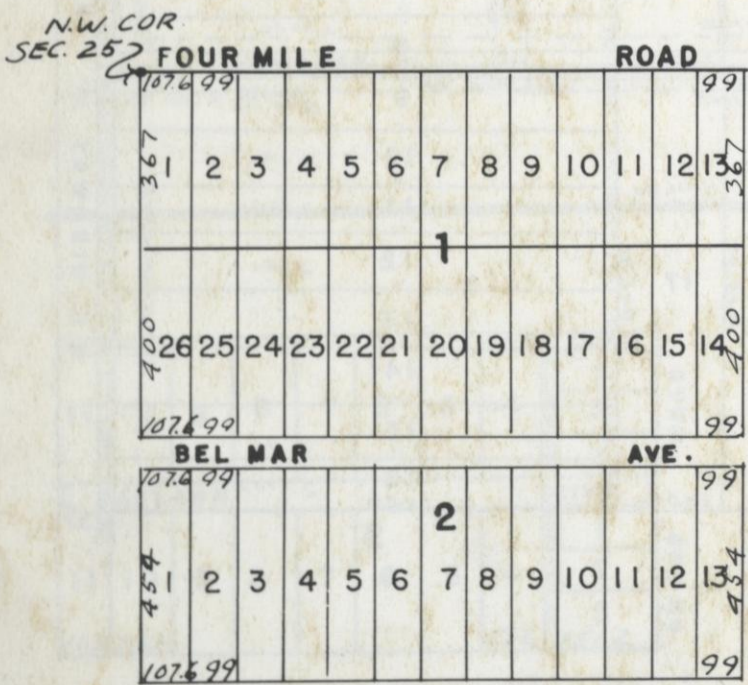 N.W. COR.
SEC. 25
FOUR MILE ROAD
107.6 99 99
367 1 2 3 4 5 6 7 8 9 10 11 12 13 367
1
400 26 25 24 23 22 21 20 19 18 17 16 15 14 400
107.6 99 99
BEL MAR AVE.
107.6 99 99
2
454 1 2 3 4 5 6 7 8 9 10 11 12 13 454
107.6 99 99